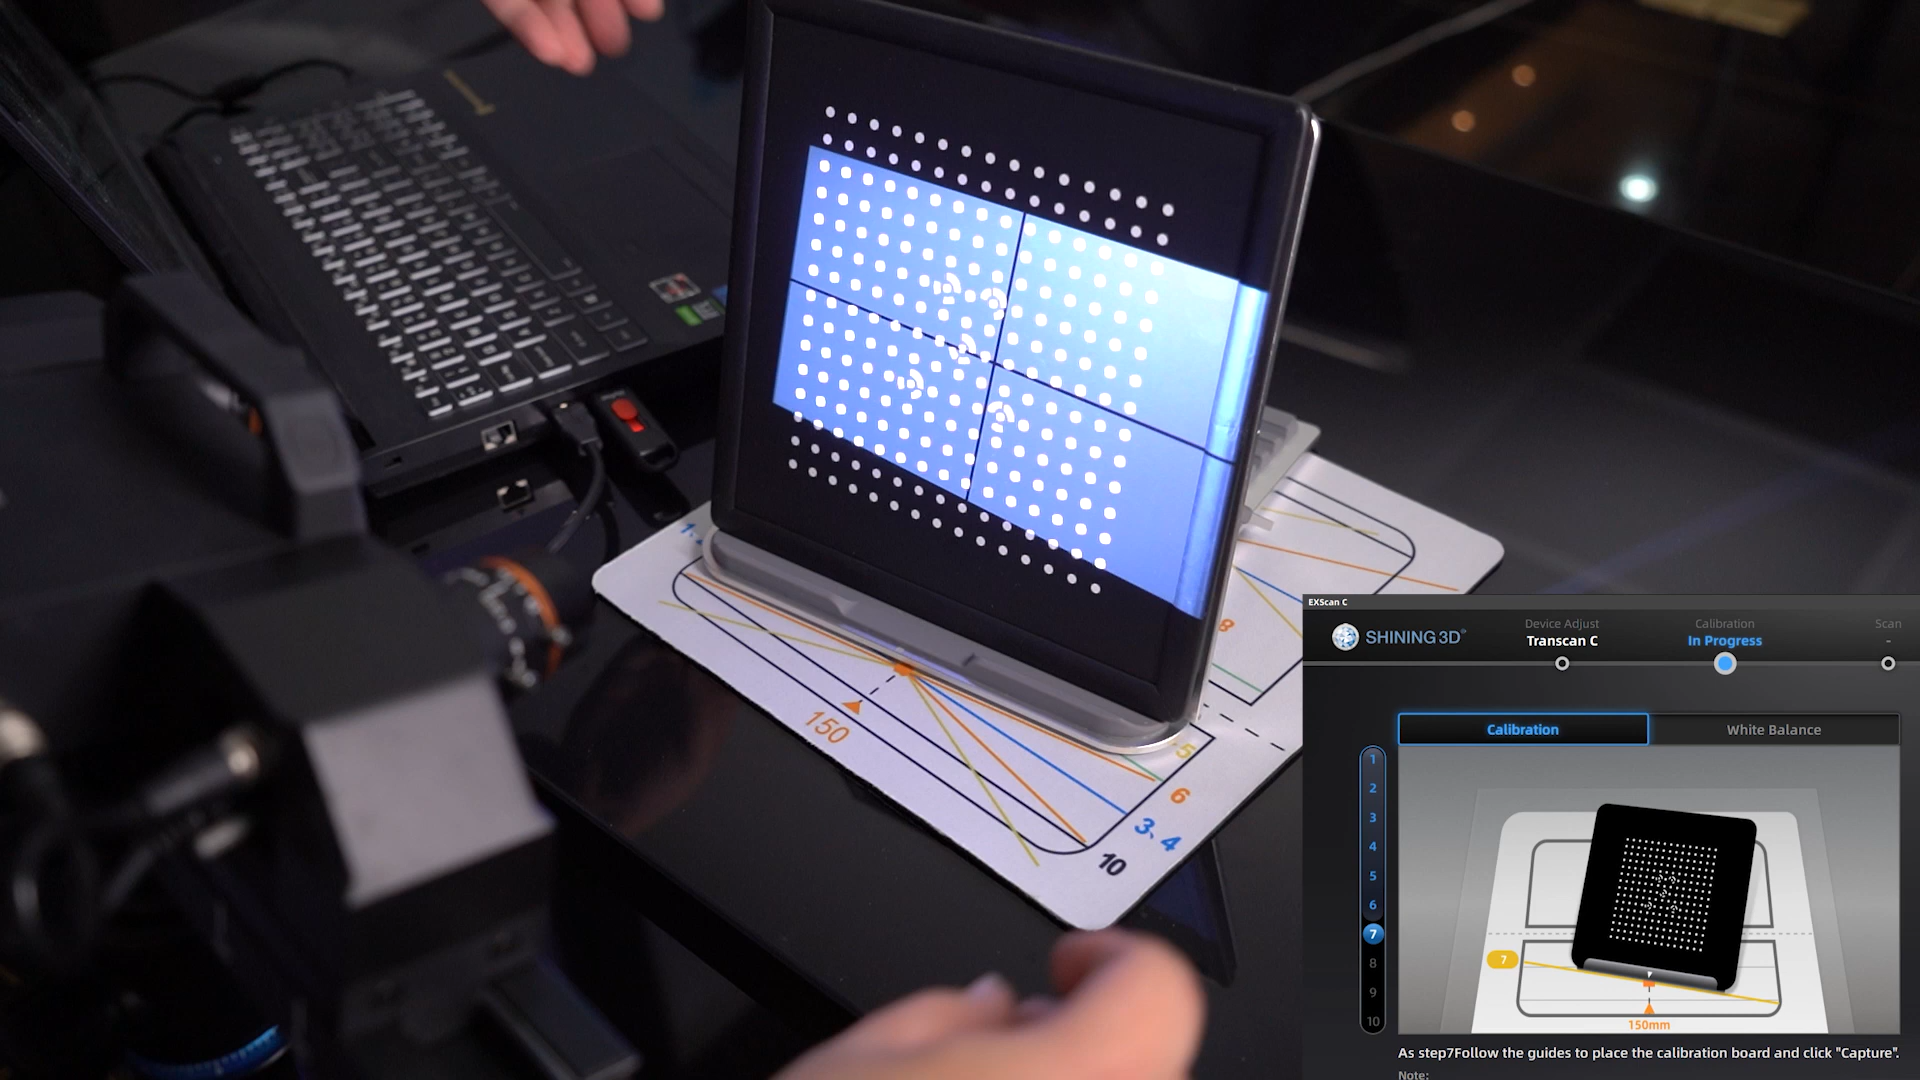 150
5
6
3、4
10
8
EXScan C
SHINING 3D®
Device Adjust
Transcan C
Calibration
In Progress
Scan
-
Calibration
White Balance
1
2
3
4
5
6
7
8
9
10
7
150mm
As step7Follow the guides to place the calibration board and click "Capture".
Note: